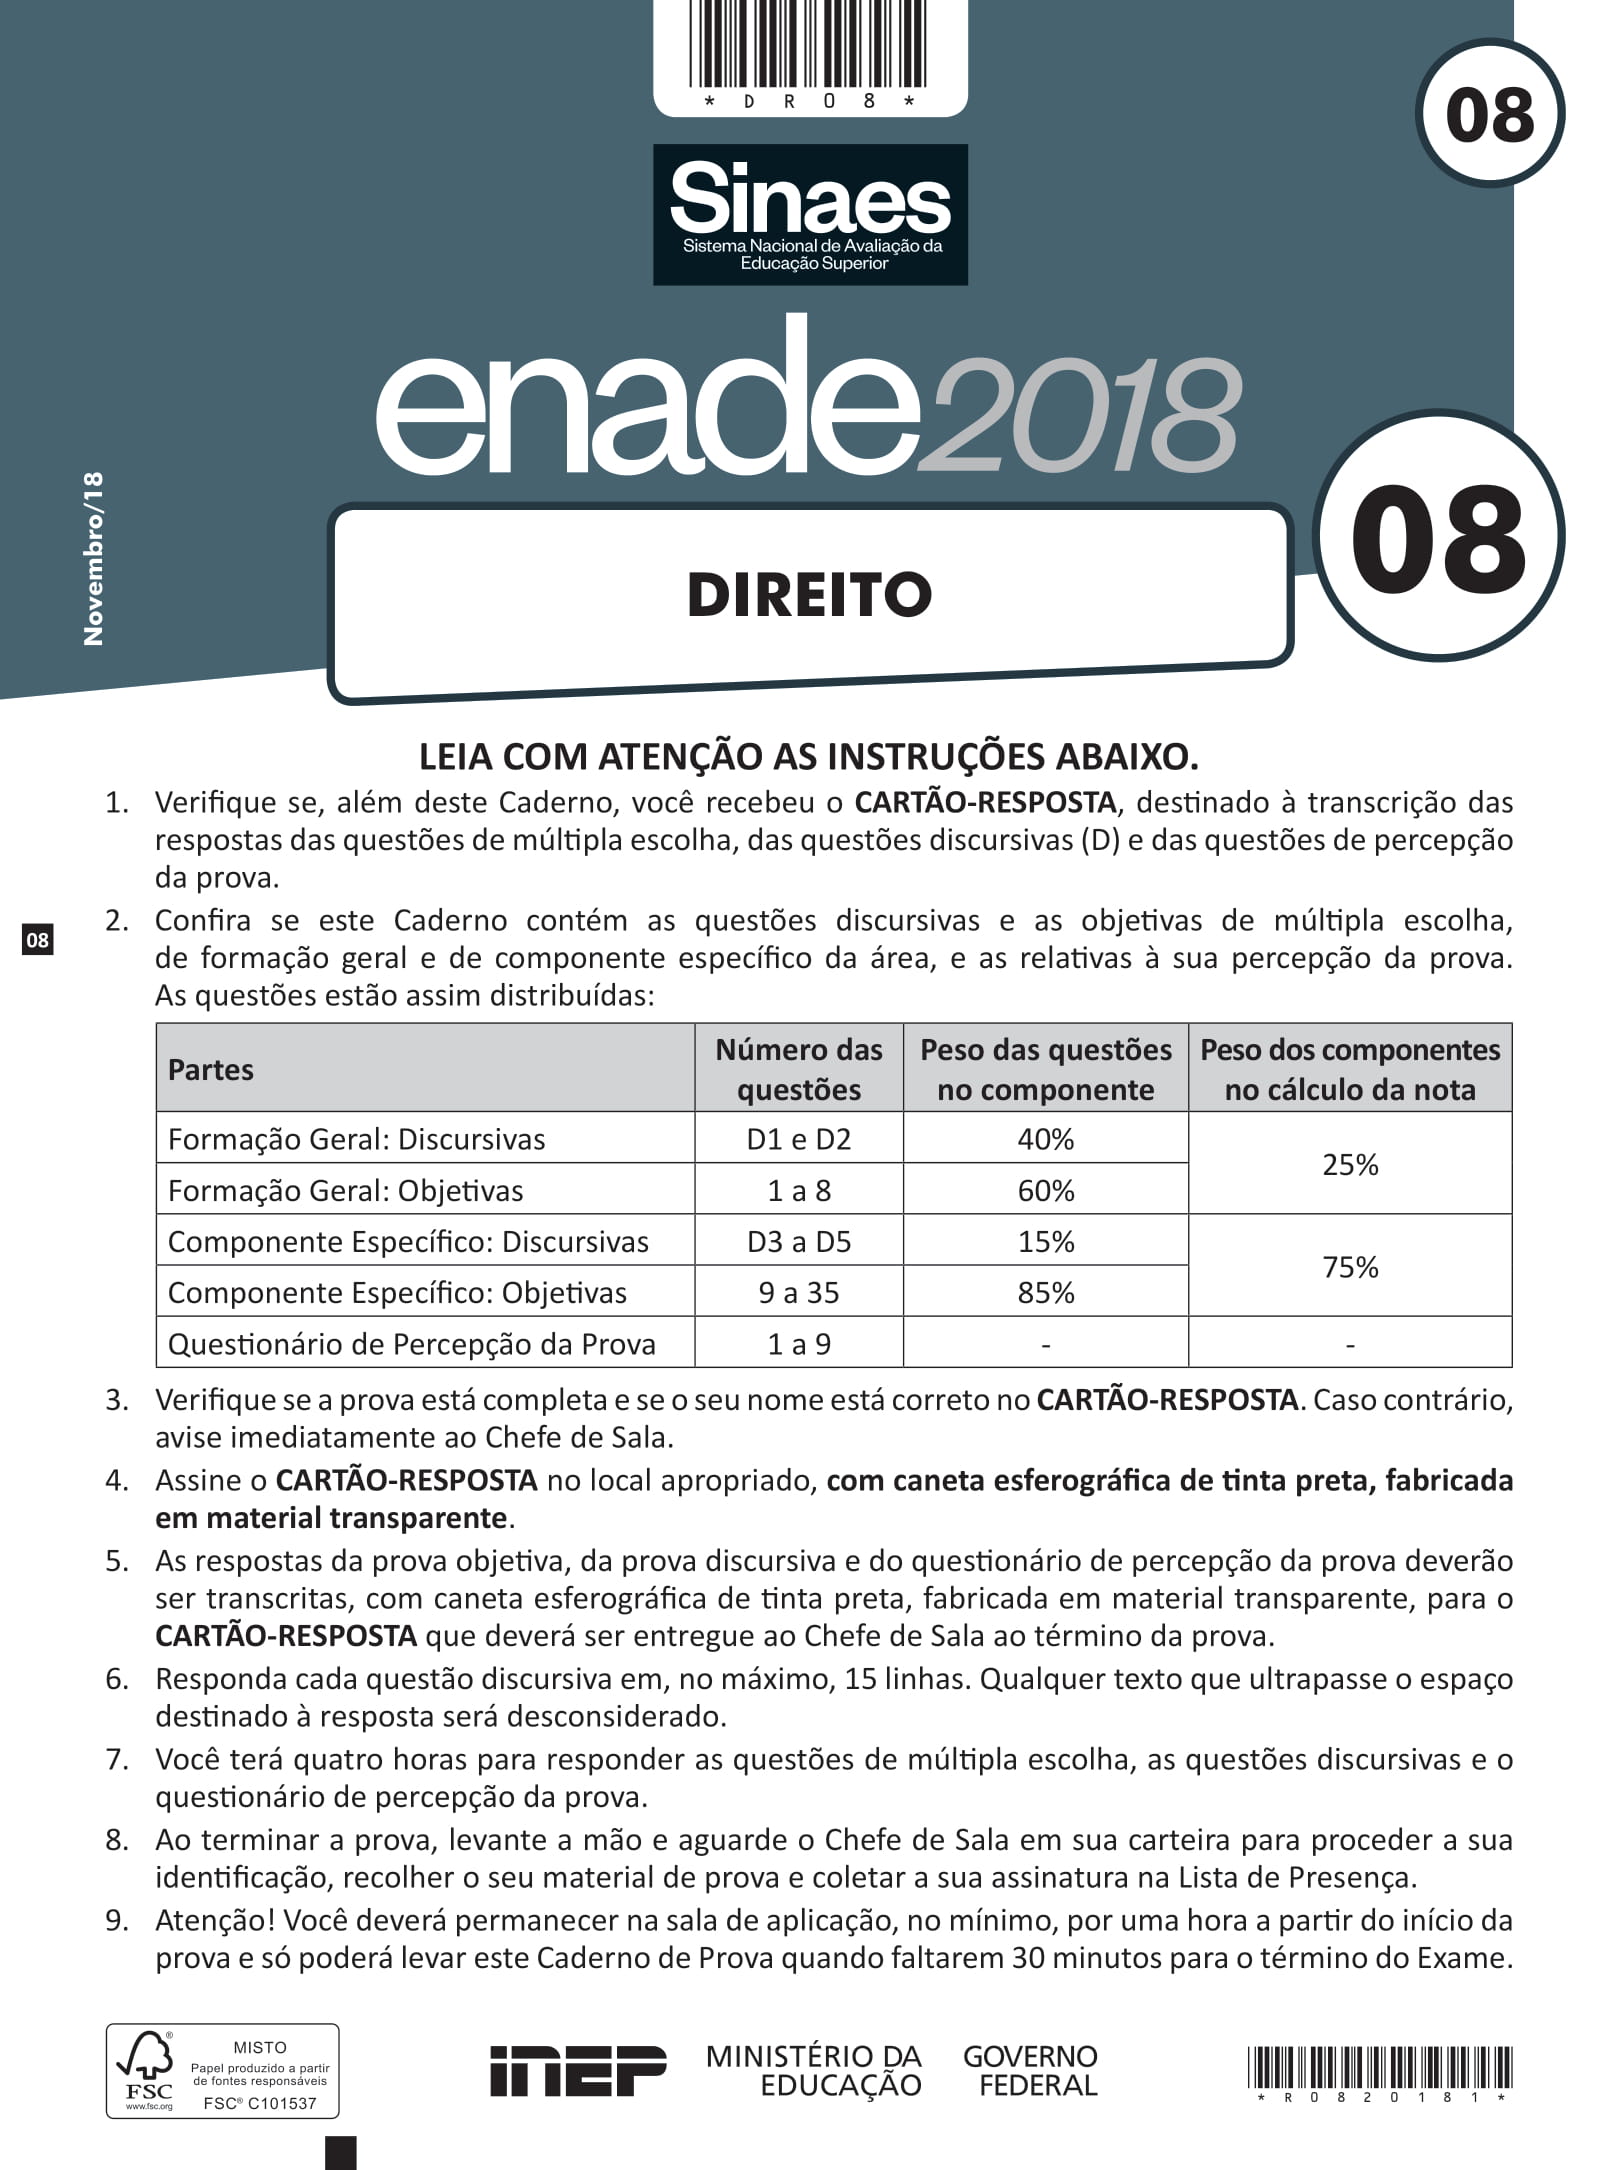 * D R 0 8 *
08
Sinaes
Sistema Nacional de Avaliação da
Educação Superior
enade2018
Novembro/18
08
DIREITO
LEIA COM ATENÇÃO AS INSTRUÇÕES ABAIXO.
1. Verifique se, além deste Caderno, você recebeu o CARTÃO-RESPOSTA, destinado à transcrição das
respostas das questões de múltipla escolha, das questões discursivas (D) e das questões de percepção
da prova.
08
2. Confira se este Caderno contém as questões discursivas e as objetivas de múltipla escolha,
de formação geral e de componente específico da área, e as relativas à sua percepção da prova.
As questões estão assim distribuídas:
Partes
Número das
questões
Peso das questões
no componente
Peso dos componentes
no cálculo da nota
Formação Geral: Discursivas D1 e D2 40%
25%
Formação Geral: Objetivas 1 a 8 60%
Componente Específico: Discursivas D3 a D5 15%
75%
Componente Específico: Objetivas 9 a 35 85%
Questionário de Percepção da Prova 1 a 9 - -
3. Verifique se a prova está completa e se o seu nome está correto no CARTÃO-RESPOSTA. Caso contrário,
avise imediatamente ao Chefe de Sala.
4. Assine o CARTÃO-RESPOSTA no local apropriado, com caneta esferográfica de tinta preta, fabricada
em material transparente.
5. As respostas da prova objetiva, da prova discursiva e do questionário de percepção da prova deverão
ser transcritas, com caneta esferográfica de tinta preta, fabricada em material transparente, para o
CARTÃO-RESPOSTA que deverá ser entregue ao Chefe de Sala ao término da prova.
6. Responda cada questão discursiva em, no máximo, 15 linhas. Qualquer texto que ultrapasse o espaço
destinado à resposta será desconsiderado.
7. Você terá quatro horas para responder as questões de múltipla escolha, as questões discursivas e o
questionário de percepção da prova.
8. Ao terminar a prova, levante a mão e aguarde o Chefe de Sala em sua carteira para proceder a sua
identificação, recolher o seu material de prova e coletar a sua assinatura na Lista de Presença.
9. Atenção! Você deverá permanecer na sala de aplicação, no mínimo, por uma hora a partir do início da
prova e só poderá levar este Caderno de Prova quando faltarem 30 minutos para o término do Exame.
®
FSC
www.fsc.org
MISTO
Papel produzido a partir
de fontes responsáveis
FSC® C101537
INEP
MINISTÉRIO DA
EDUCAÇÃO
GOVERNO
FEDERAL
* R 0 8 2 0 1 8 1 *